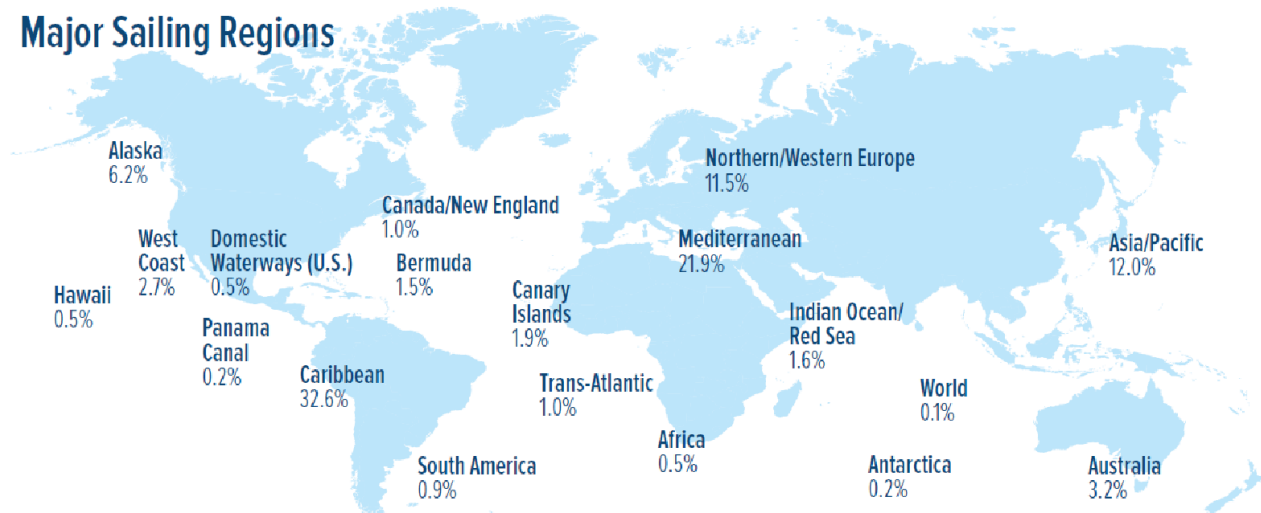 Major Sailing Regions
Alaska
6.2%
Northern/Western Europe
11.5%
Canada/New England
1.0%
West
Coast
2.7%
Domestic
Waterways (U.S.)
0.5%
Bermuda
1.5%
Mediterranean
21.9%
Asia/Pacific
12.0%
Hawaii
0.5%
Canary
Islands
1.9%
Indian Ocean/
Red Sea
1.6%
Panama
Canal
0.2%
Caribbean
32.6%
Trans-Atlantic
1.0%
World
0.1%
Africa
0.5%
South America
0.9%
Antarctica
0.2%
Australia
3.2%